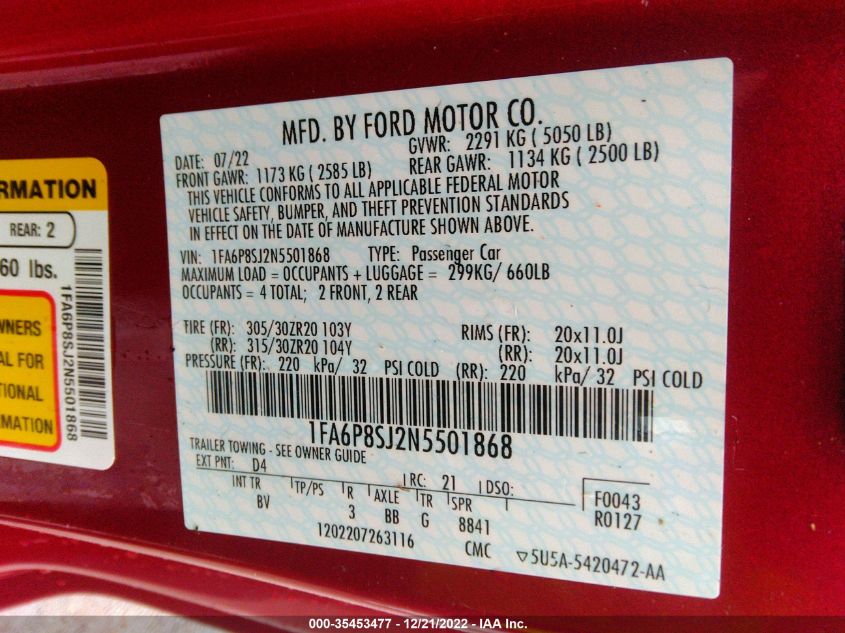 MFD. BY FORD MOTOR CO.
DATE: 07/22 GVWR: 2291 KG ( 5050 LB)
FRONT GAWR: 1173 KG ( 2585 LB) REAR GAWR: 1134 KG ( 2500 LB)
THIS VEHICLE CONFORMS TO ALL APPLICABLE FEDERAL MOTOR
VEHICLE SAFETY, BUMPER, AND THEFT PREVENTION STANDARDS
IN EFFECT ON THE DATE OF MANUFACTURE SHOWN ABOVE.
VIN: 1FA6P8SJ2N5501868 TYPE: Passenger Car
MAXIMUM LOAD = OCCUPANTS + LUGGAGE = 299KG/ 660LB
OCCUPANTS = 4 TOTAL; 2 FRONT, 2 REAR
TIRE (FR): 305/30ZR20 103Y RIMS (FR): 20x11.0J
(RR): 315/30ZR20 104Y (RR): 20x11.0J
PRESSURE (FR): 220 kPa/ 32 PSI COLD (RR): 220 kPa/ 32 PSI COLD
1FA6P8SJ2N5501868
TRAILER TOWING - SEE OWNER GUIDE
EXT PNT: D4 RC: 21 DSO:
INT TR TP/PS R AXLE TR SPR
BV 3 BB G 8841
F0043
R0127
1202207263116 CMC ▽5U5A-5420472-AA
RMATION
REAR: 2
60 lbs.
WNERS
AL FOR
TIONAL
RMATION
1FA6P8SJ2N5501868
000-35453477 - 12/21/2022 - IAA Inc.